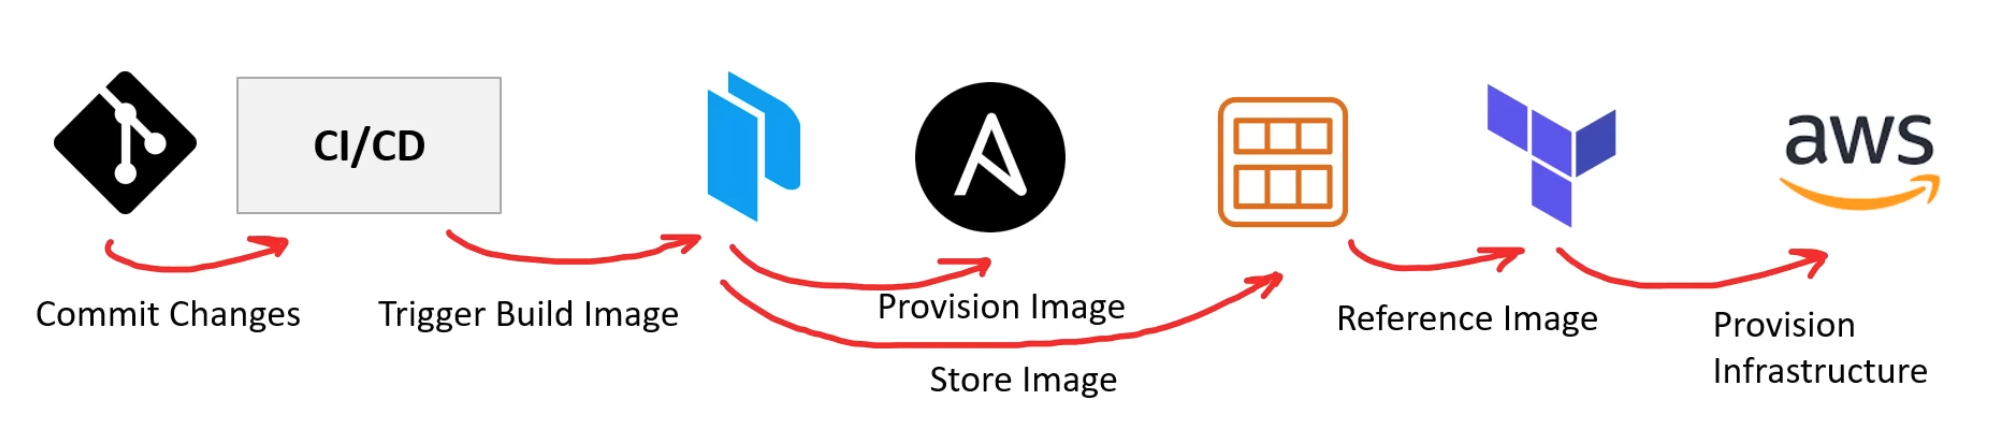 CI/CD
aws
Commit Changes
Trigger Build Image
Provision Image
Store Image
Reference Image
Provision
Infrastructure